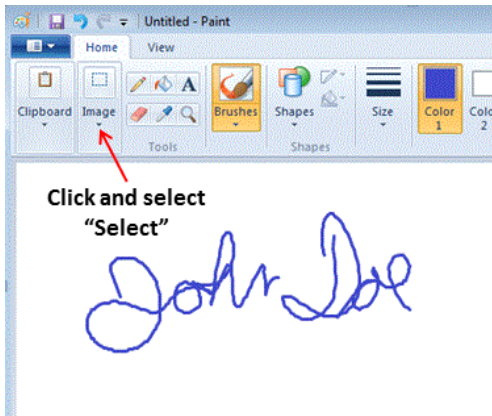 Untitled - Paint
Home View
Clipboard Image Tools Brushes Shapes Shapes Size Color 1 Colo 2
A
Click and select
“Select”
John Doe